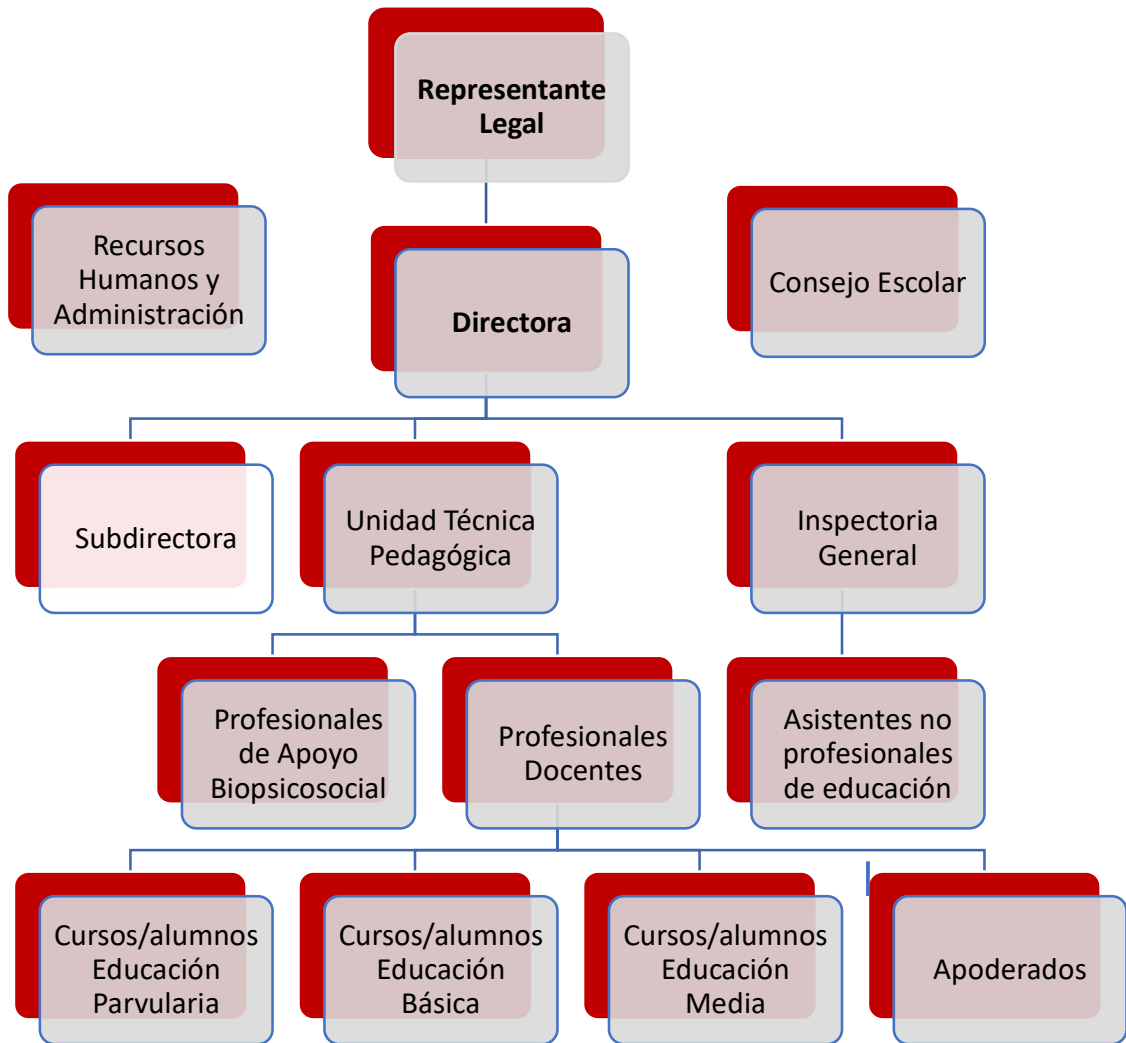 Representante
Legal
Recursos
Humanos y
Administración
Directora
Consejo Escolar
Subdirectora
Unidad Técnica
Pedagógica
Inspectoria
General
Profesionales
de Apoyo
Biopsicosocial
Profesionales
Docentes
Asistentes no
profesionales
de educación
Cursos/alumnos
Educación
Parvularia
Cursos/alumnos
Educación
Básica
Cursos/alumnos
Educación
Media
Apoderados